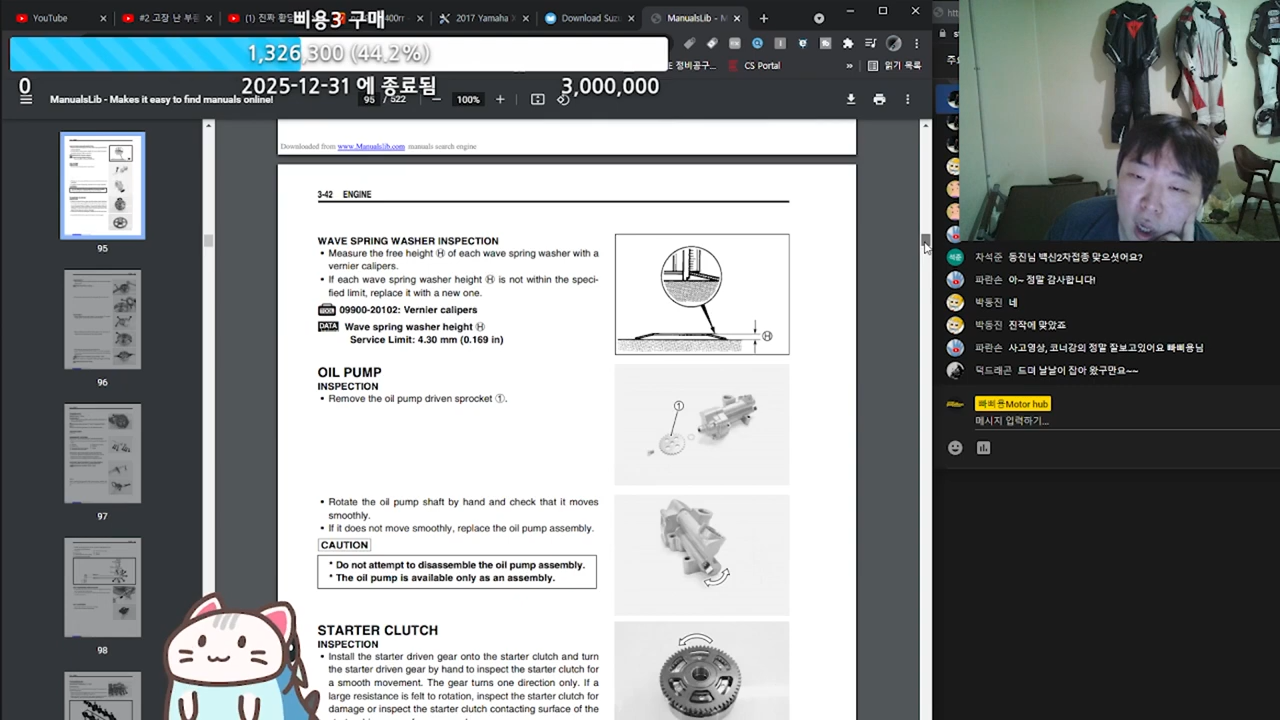 삐용3 구매
YouTube
#2 고장 난 부품
(1) 진짜 황당
400rr
2017 Yamaha
Download Suzu
ManualsLib - M
1,326,300 (44.2%)
정비공구...
CS Portal
읽기 목록
0
2025-12-31 에 종료됨
3,000,000
ManualsLib - Makes it easy to find manuals online!
95 / 522
100%
Downloaded from www.Manualslib.com manuals search engine
3-42 ENGINE
WAVE SPRING WASHER INSPECTION
• Measure the free height Ⓗ of each wave spring washer with a
vernier calipers.
• If each wave spring washer height Ⓗ is not within the speci-
fied limit, replace it with a new one.
TOOL 09900-20102: Vernier calipers
DATA Wave spring washer height Ⓗ
Service Limit: 4.30 mm (0.169 in)
Ⓗ
OIL PUMP
INSPECTION
• Remove the oil pump driven sprocket ①.
①
• Rotate the oil pump shaft by hand and check that it moves
smoothly.
• If it does not move smoothly, replace the oil pump assembly.
CAUTION
* Do not attempt to disassemble the oil pump assembly.
* The oil pump is available only as an assembly.
STARTER CLUTCH
INSPECTION
• Install the starter driven gear onto the starter clutch and turn
the starter driven gear by hand to inspect the starter clutch for
a smooth movement. The gear turns one direction only. If a
large resistance is felt to rotation, inspect the starter clutch for
damage or inspect the starter clutch contacting surface of the
95
96
97
98
자석준 동진님 백신2차접종 맞으셧어요?
파란손 아~ 정말 감사합니다!
박동진 네
박동진 진작에 맞았죠
파란손 사고영상, 코너강의 정말 잘보고있어요 빠삐용님
덕드래곤 드뎌 날날이 잡아 왔구만요~~
빠삐용Motor hub
메시지 입력하기...